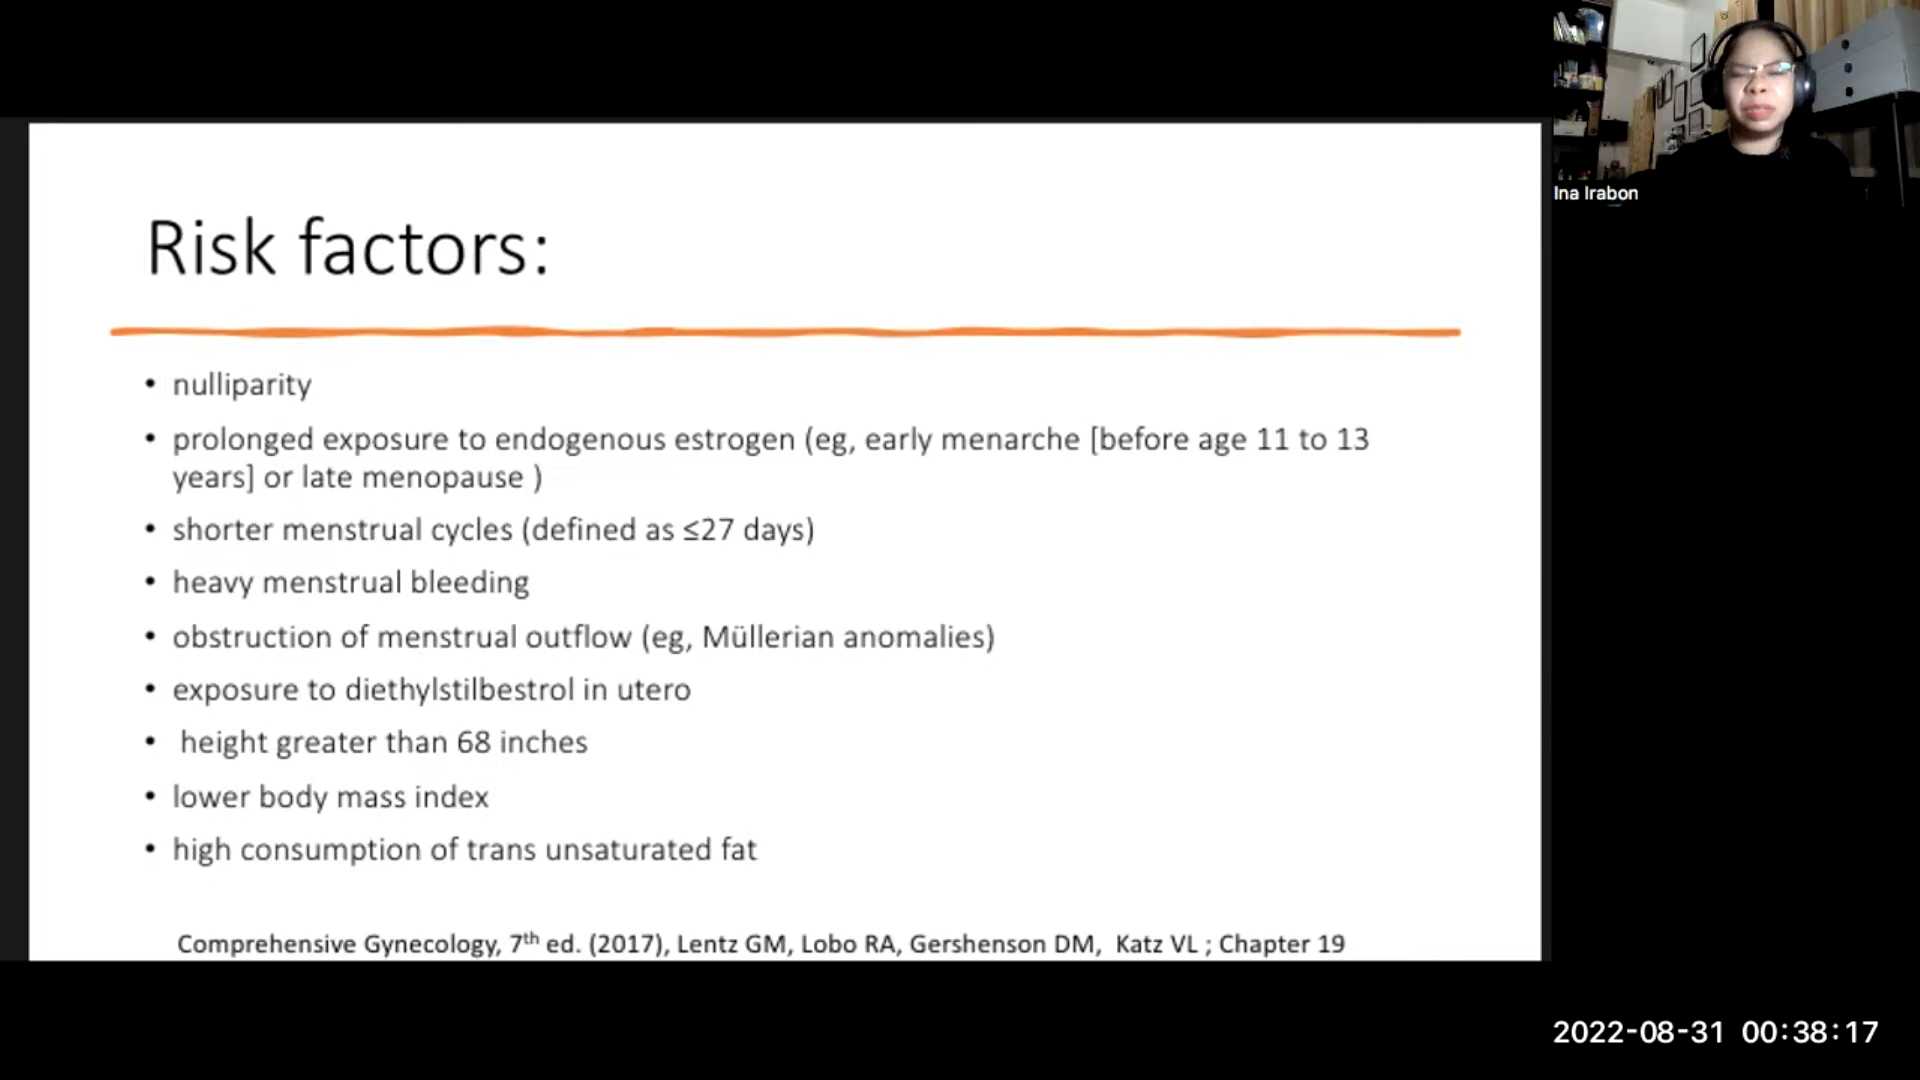 Risk factors:
• nulliparity
• prolonged exposure to endogenous estrogen (eg, early menarche [before age 11 to 13
years] or late menopause )
• shorter menstrual cycles (defined as ≤27 days)
• heavy menstrual bleeding
• obstruction of menstrual outflow (eg, Müllerian anomalies)
• exposure to diethylstilbestrol in utero
• height greater than 68 inches
• lower body mass index
• high consumption of trans unsaturated fat
Comprehensive Gynecology, 7th ed. (2017), Lentz GM, Lobo RA, Gershenson DM, Katz VL ; Chapter 19
Ina Irabon
2022-08-31 00:38:17